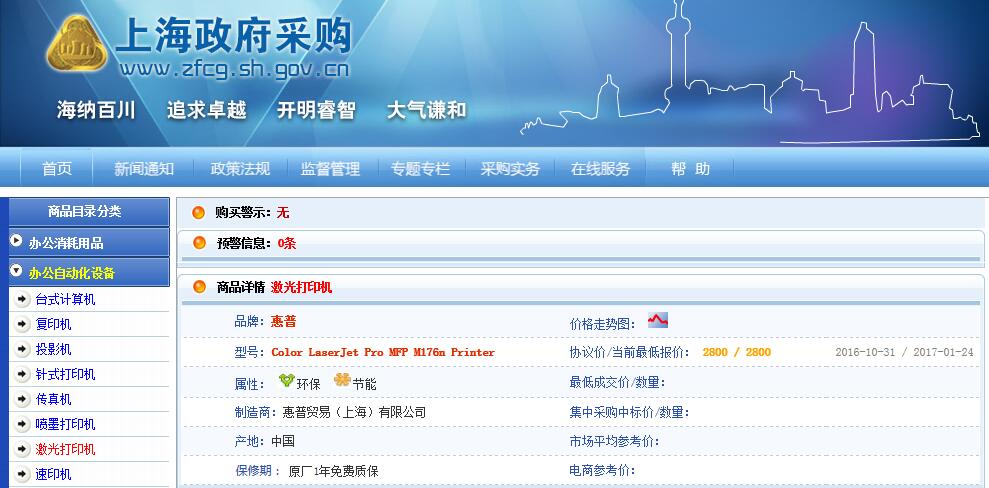 上海政府采购
www.zfcg.sh.gov.cn
海纳百川 追求卓越 开明睿智 大气谦和
首页 新闻通知 政策法规 监督管理 专题专栏 采购实务 在线服务 帮 助
商品目录分类
办公消耗用品
办公自动化设备
台式计算机
复印机
投影机
针式打印机
传真机
喷墨打印机
激光打印机
速印机
购买警示：无
预警信息：0条
商品详情 激光打印机
品牌：惠普 价格走势图：
型号：Color LaserJet Pro MFP M176n Printer 协议价/当前最低报价： 2800 / 2800 2016-10-31 / 2017-01-24
属性： 环保 节能 最低成交价/数量：
制造商：惠普贸易（上海）有限公司 集中采购中标价/数量：
产地：中国 市场平均参考价：
保修期： 原厂1年免费质保 电商参考价：